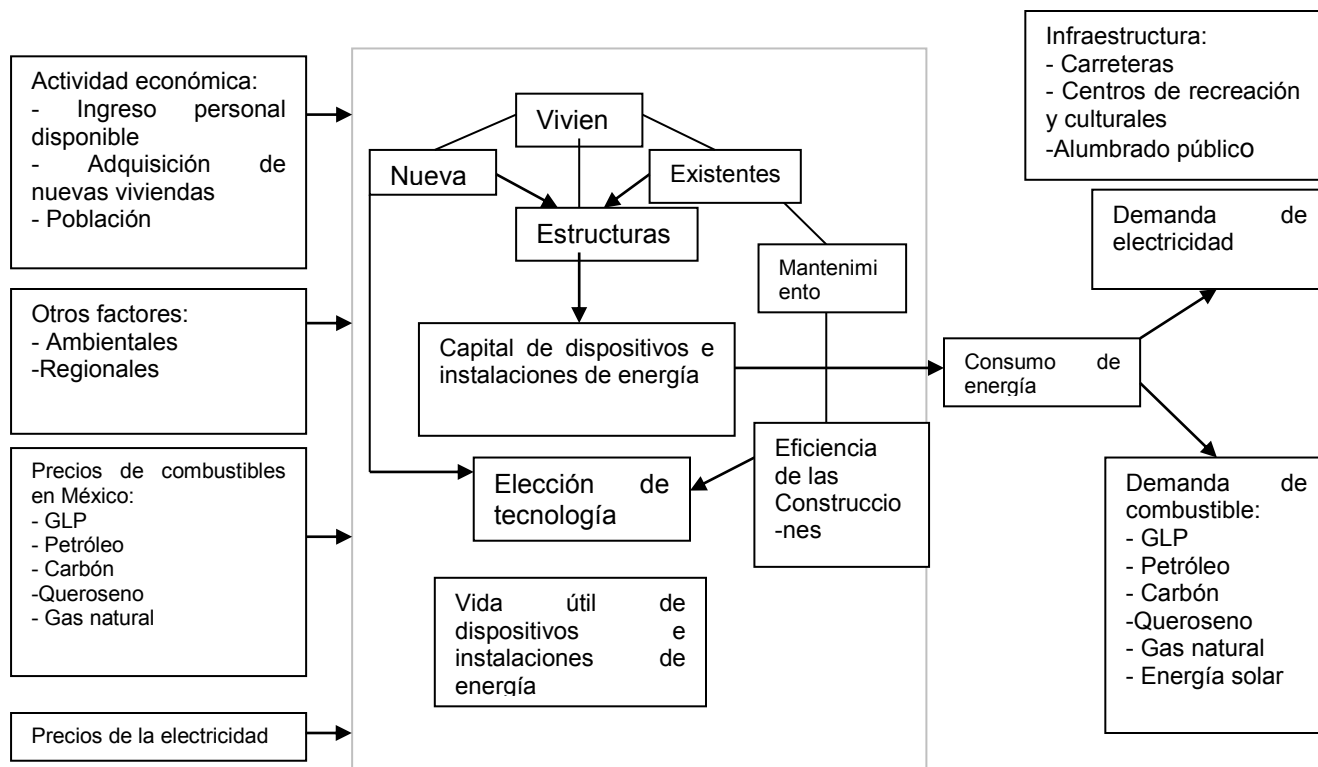 Actividad económica:
- Ingreso personal
disponible
- Adquisición de
nuevas viviendas
- Población
Otros factores:
- Ambientales
-Regionales
Precios de combustibles
en México:
- GLP
- Petróleo
- Carbón
-Queroseno
- Gas natural
Precios de la electricidad
Vivien
Nueva
Existentes
Estructuras
Mantenimi
ento
Capital de dispositivos e
instalaciones de energía
Elección de
tecnología
Eficiencia
de las
Construccio
-nes
Vida útil de
dispositivos e
instalaciones de
energía
Consumo de
energía
Infraestructura:
- Carreteras
- Centros de recreación
y culturales
-Alumbrado público
Demanda de
electricidad
Demanda de
combustible:
- GLP
- Petróleo
- Carbón
-Queroseno
- Gas natural
- Energía solar